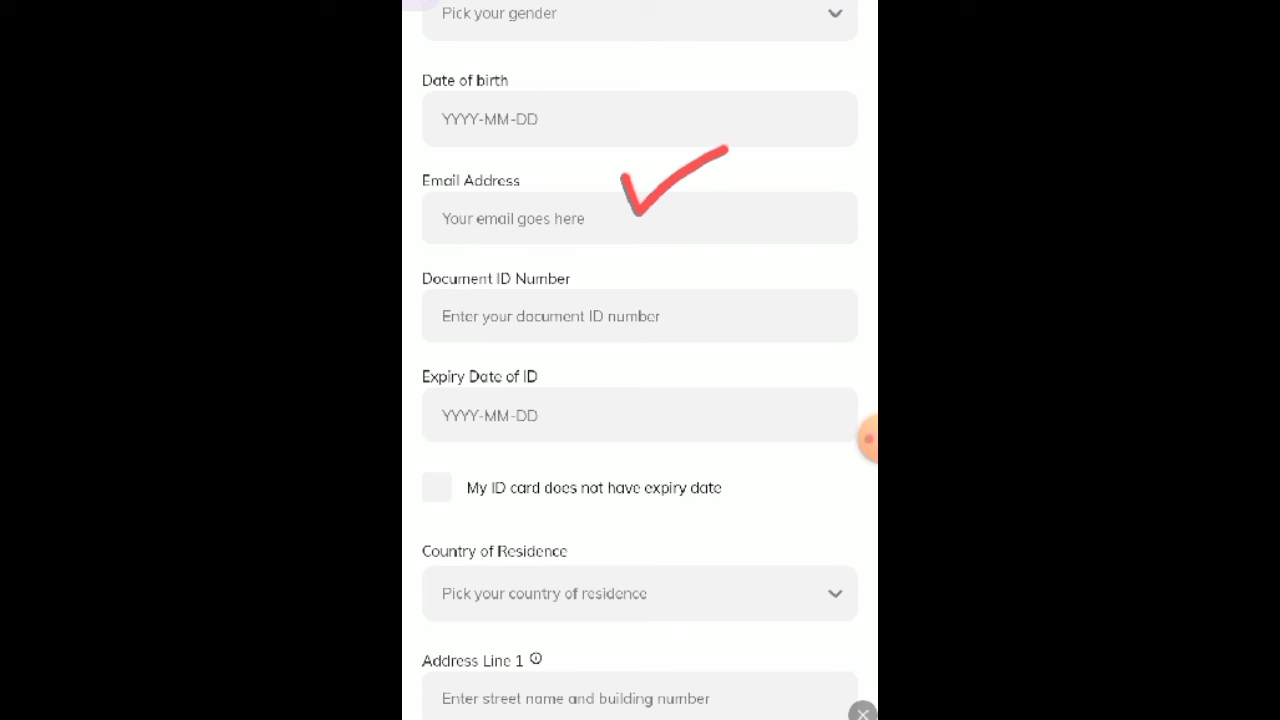 Pick your gender
Date of birth
YYYY-MM-DD
Email Address
Your email goes here
Document ID Number
Enter your document ID number
Expiry Date of ID
YYYY-MM-DD
My ID card does not have expiry date
Country of Residence
Pick your country of residence
Address Line 1
Enter street name and building number